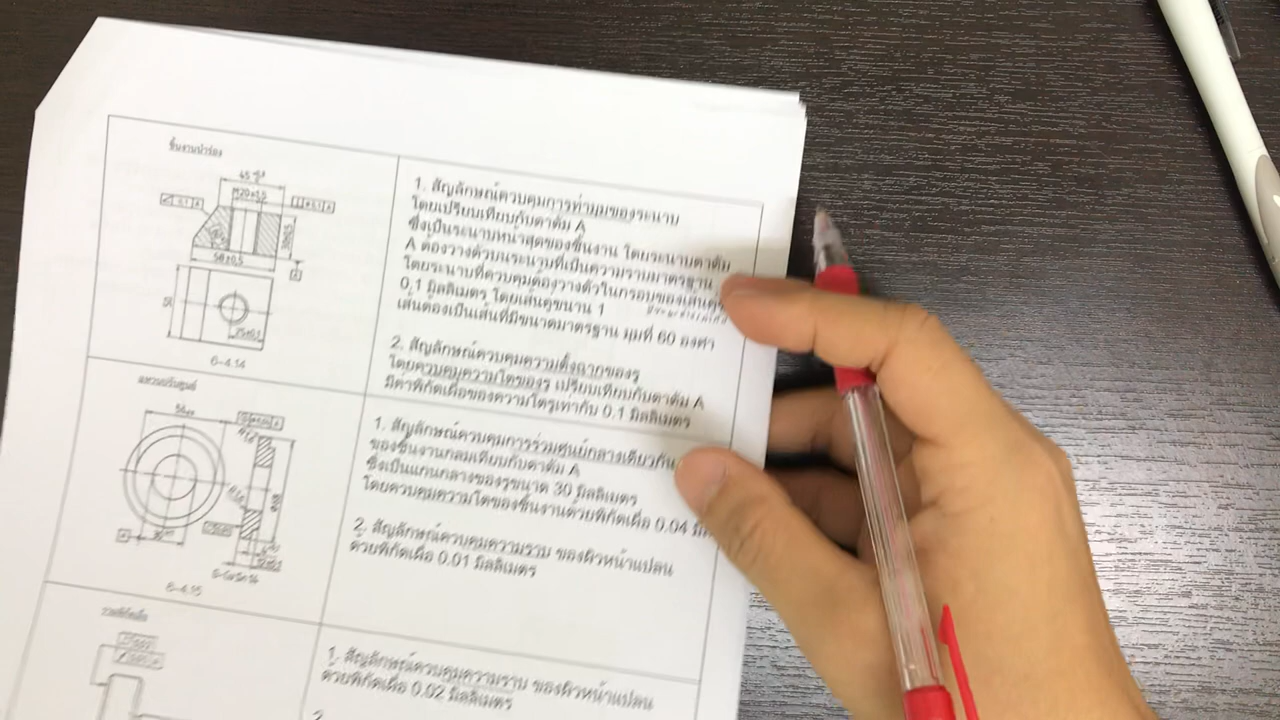 ชิ้นงานนำร่อง
M20±0.5
58±0.5
51
25±0.1
6-4.14
1. สัญลักษณ์ควบคุมการทำมุมของระนาบ
โดยเปรียบเทียบกับดาตัม A
ซึ่งเป็นระนาบหน้าสุดของชิ้นงาน โดยระนาบดาตัม
A ต้องวางตัวบนระนาบที่เป็นความราบมาตรฐาน
โดยระนาบที่ควบคุมต้องวางตัวในกรอบของเส้นคู่
0.1 มิลลิเมตร โดยเส้นคู่ขนาน 1
เส้นต้องเป็นเส้นที่มีขนาดมาตรฐาน มุมที่ 60 องศา
2. สัญลักษณ์ควบคุมความตั้งฉากของรู
โดยควบคุมความโตของรู เปรียบเทียบกับดาตัม A
มีค่าพิกัดเผื่อของความโตรูเท่ากับ 0.1 มิลลิเมตร
แหวนปรับศูนย์
6-4.15
1. สัญลักษณ์ควบคุมการร่วมศูนย์กลางเดียวกัน
ของชิ้นงานกลมเทียบกับดาตัม A
ซึ่งเป็นแกนกลางของรูขนาด 30 มิลลิเมตร
โดยควบคุมความโตของชิ้นงานด้วยพิกัดเผื่อ 0.04
2. สัญลักษณ์ควบคุมความราบ ของผิวหน้าแปลน
ด้วยพิกัดเผื่อ 0.01 มิลลิเมตร
1. สัญลักษณ์ควบคุมความราบ ของผิวหน้าแปลน
ด้วยพิกัดเผื่อ 0.02 มิลลิเมตร
2.